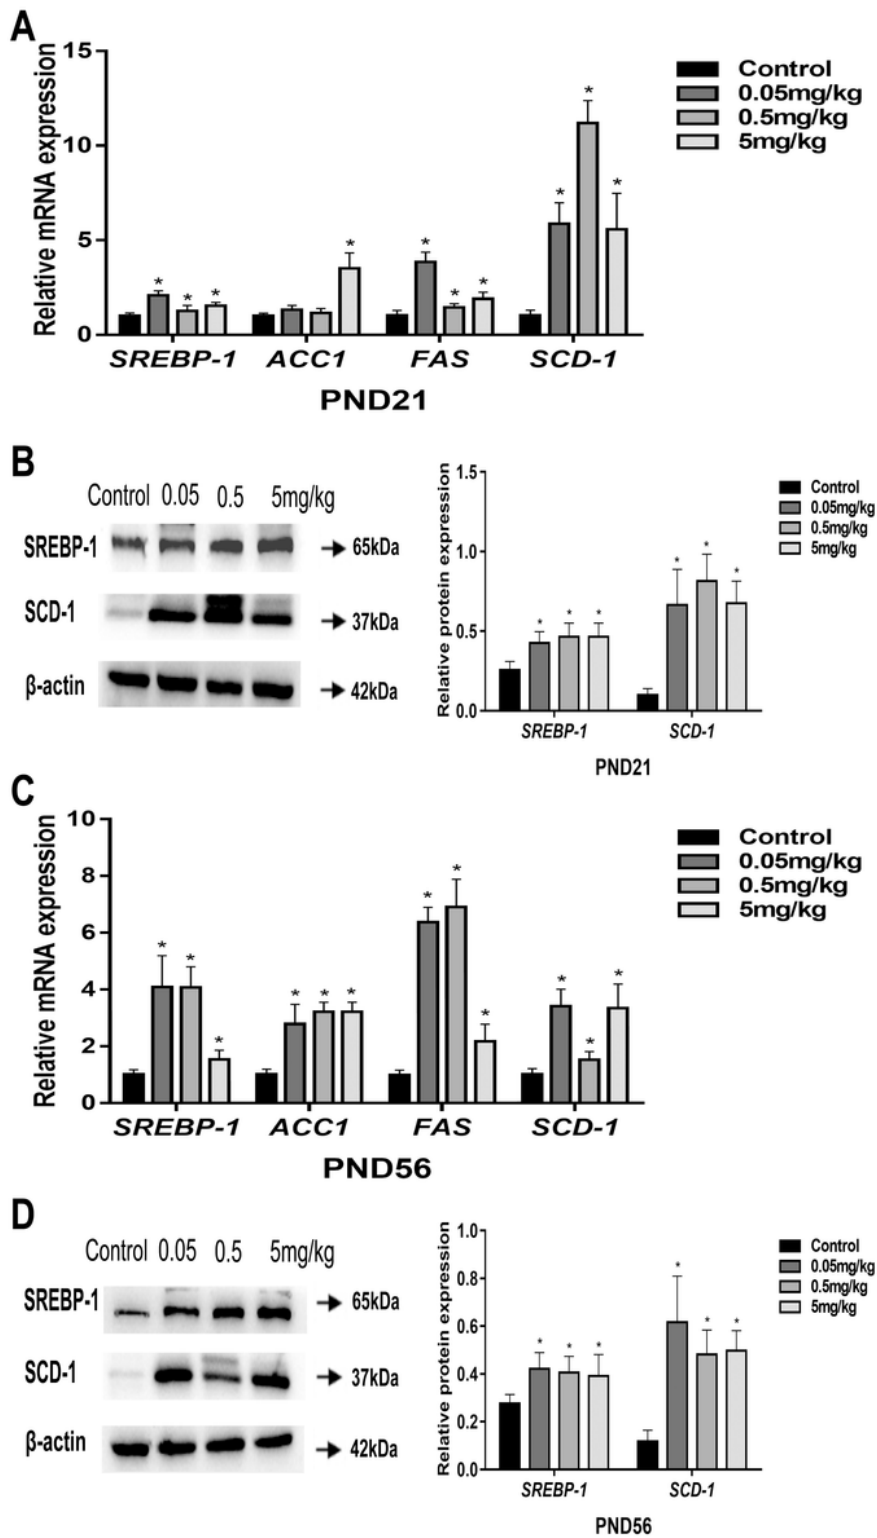 A
15
10
5
0
Relative mRNA expression
Control
0.05mg/kg
0.5mg/kg
5mg/kg
* * * * * * * * * *
SREBP-1 ACC1 FAS SCD-1
PND21
B
Control 0.05 0.5 5mg/kg
SREBP-1 → 65kDa
SCD-1 → 37kDa
β-actin → 42kDa
1.5
1.0
0.5
0.0
Relative protein expression
Control
0.05mg/kg
0.5mg/kg
5mg/kg
* * * * * *
SREBP-1 SCD-1
PND21
C
10
8
6
4
2
0
Relative mRNA expression
Control
0.05mg/kg
0.5mg/kg
5mg/kg
* * * * * * * * * * * *
SREBP-1 ACC1 FAS SCD-1
PND56
D
Control 0.05 0.5 5mg/kg
SREBP-1 → 65kDa
SCD-1 → 37kDa
β-actin → 42kDa
1.0
0.8
0.6
0.4
0.2
0.0
Relative protein expression
Control
0.05mg/kg
0.5mg/kg
5mg/kg
* * * * * *
SREBP-1 SCD-1
PND56